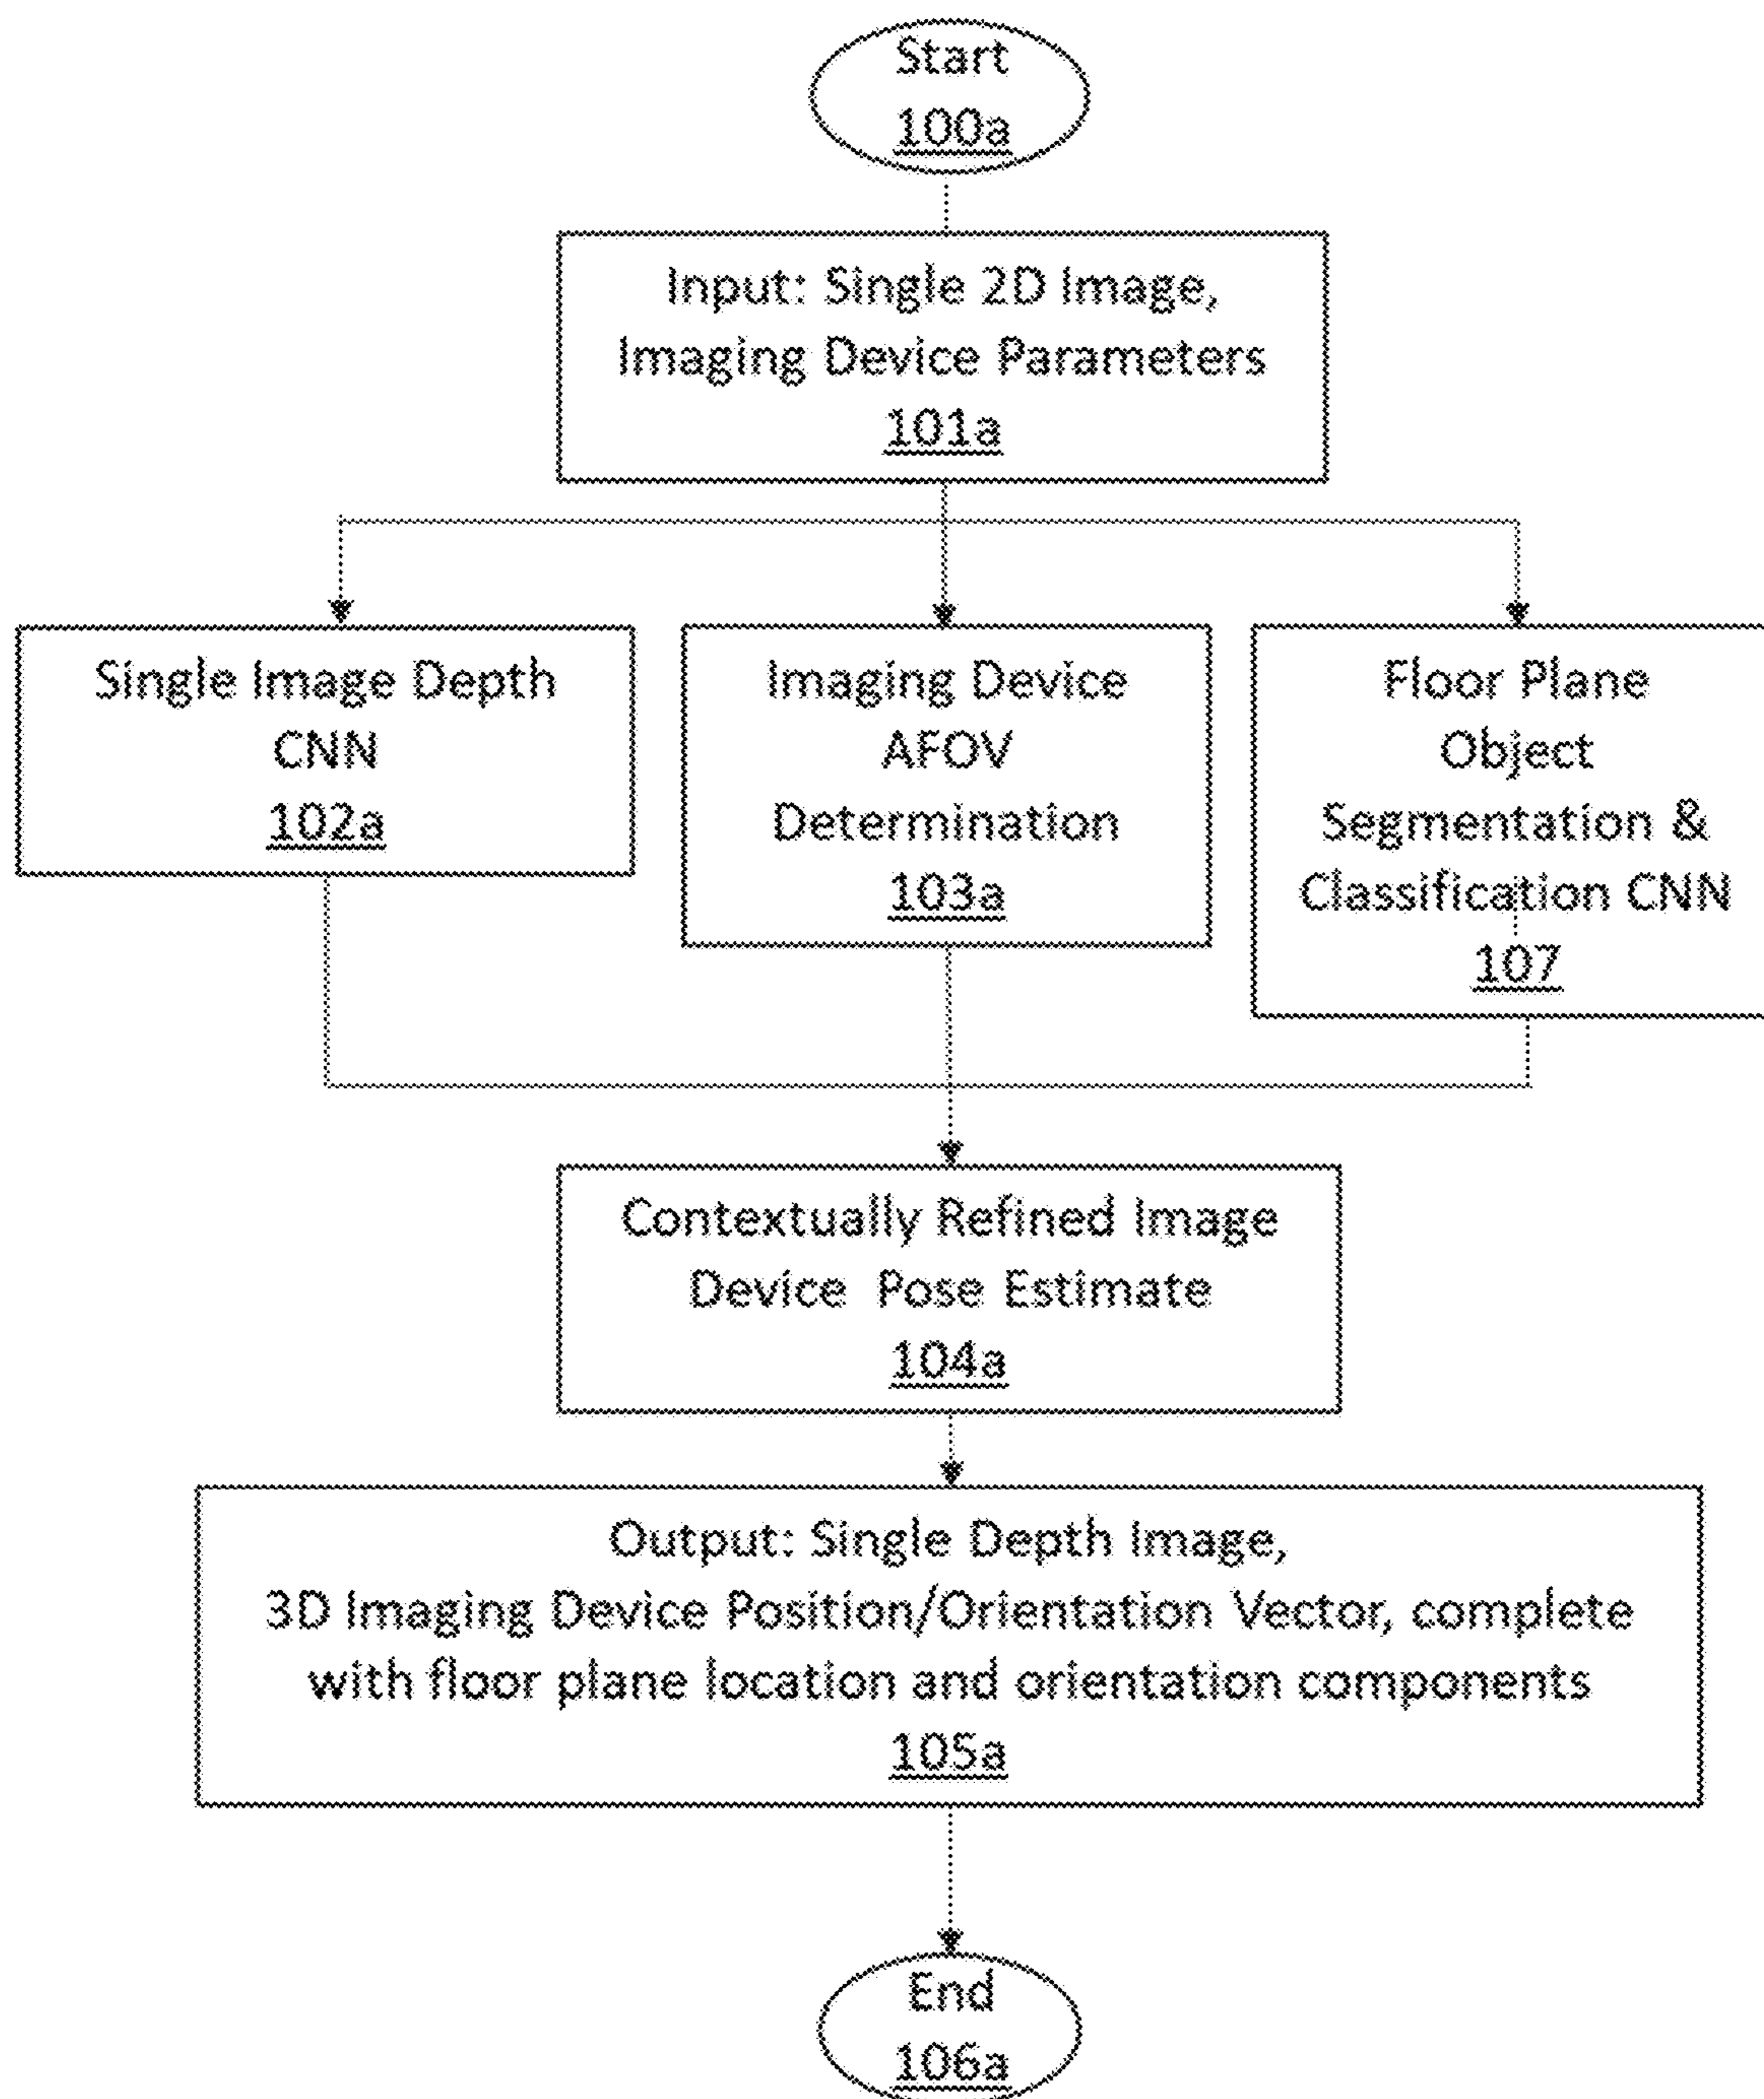 Start
100a
Input: Single 2D Image,
Imaging Device Parameters
101a
Single Image Depth
CNN
102a
Imaging Device
AFOV
Determination
103a
Floor Plane
Object
Segmentation &
Classification CNN
107
Contextually Refined Image
Device Pose Estimate
104a
Output: Single Depth Image,
3D Imaging Device Position/Orientation Vector, complete
with floor plane location and orientation components
105a
End
106a